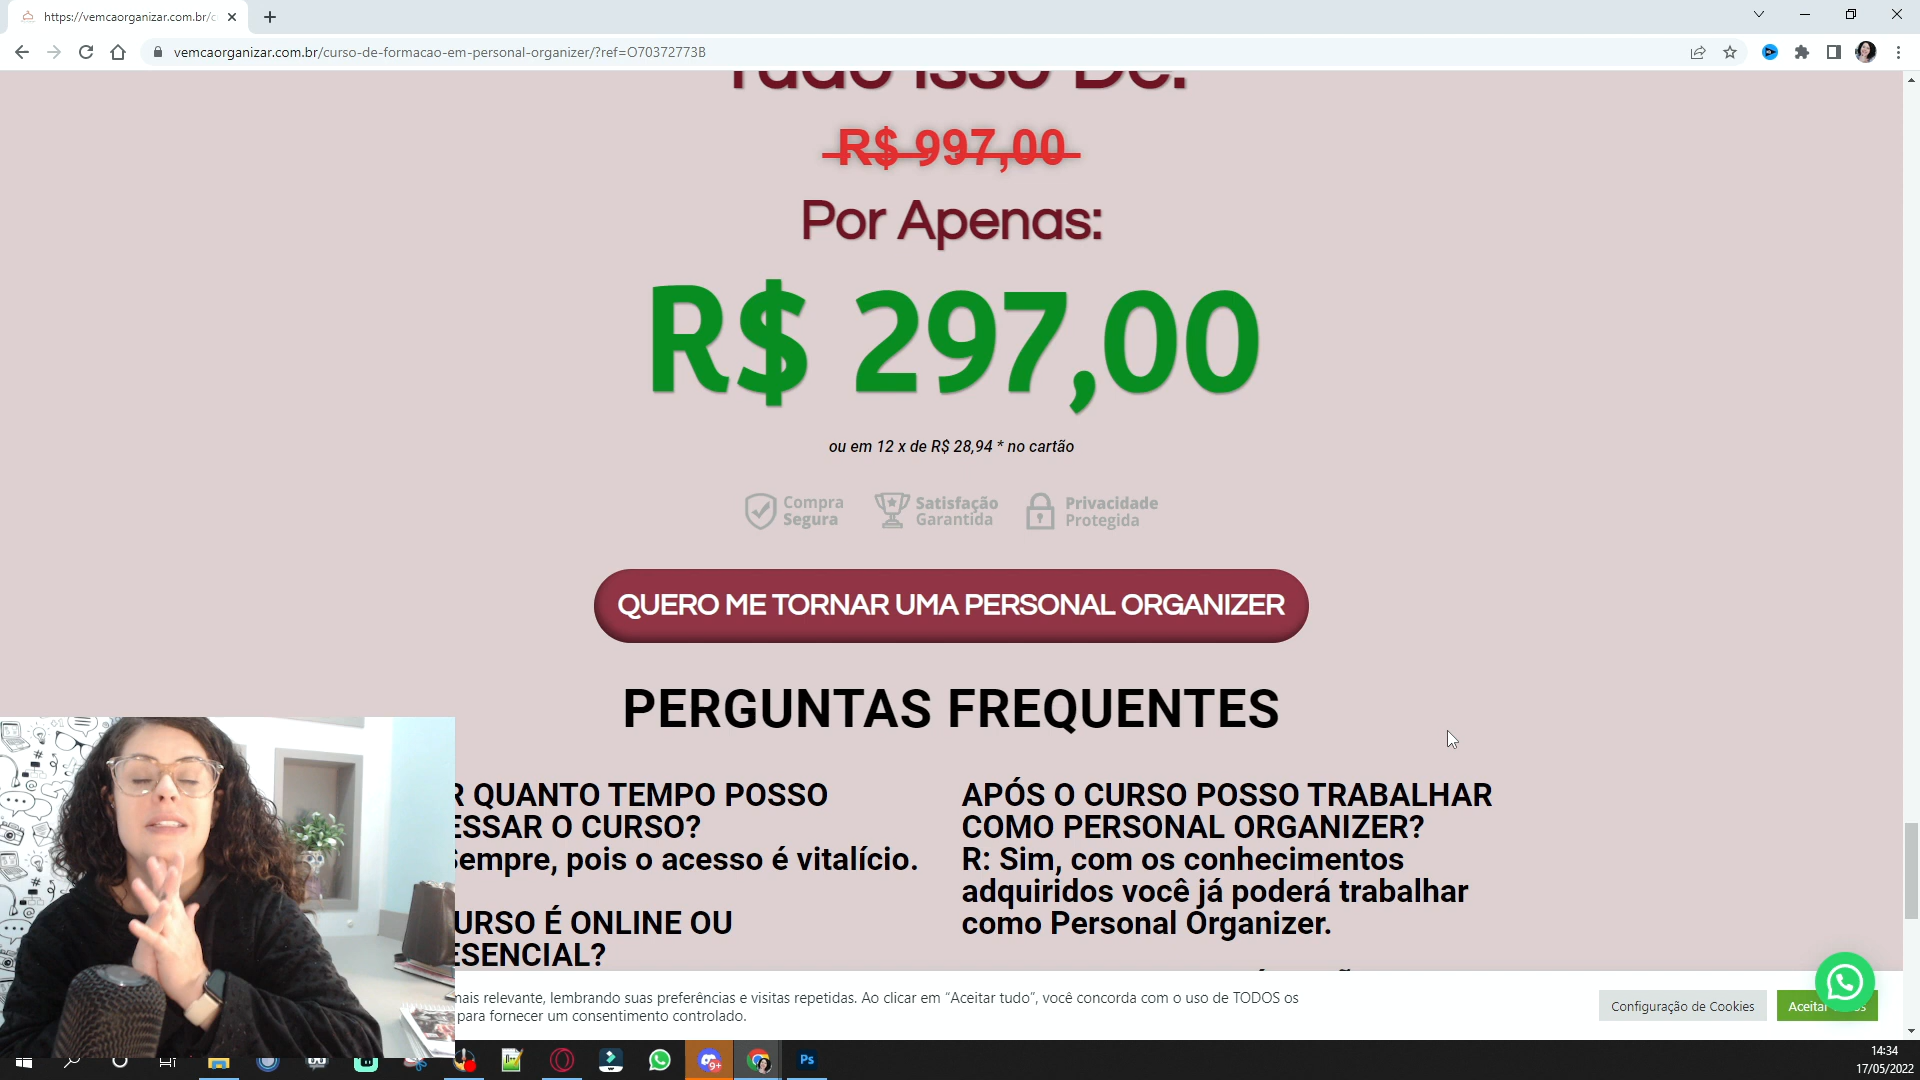 https://vemcaorganizar.com.br/c
vemcaorganizar.com.br/curso-de-formacao-em-personal-organizer/?ref=O70372773B
Tudo Isso De:
R$ 997,00
Por Apenas:
R$ 297,00
ou em 12 x de R$ 28,94 * no cartão
Compra Segura
Satisfação Garantida
Privacidade Protegida
QUERO ME TORNAR UMA PERSONAL ORGANIZER
PERGUNTAS FREQUENTES
R QUANTO TEMPO POSSO
ESSAR O CURSO?
Sempre, pois o acesso é vitalício.
URSO É ONLINE OU
ESENCIAL?
APÓS O CURSO POSSO TRABALHAR
COMO PERSONAL ORGANIZER?
R: Sim, com os conhecimentos
adquiridos você já poderá trabalhar
como Personal Organizer.
mais relevante, lembrando suas preferências e visitas repetidas. Ao clicar em “Aceitar tudo”, você concorda com o uso de TODOS os
para fornecer um consentimento controlado.
Configuração de Cookies
Aceitar
9+
Ps
14:34
17/05/2022